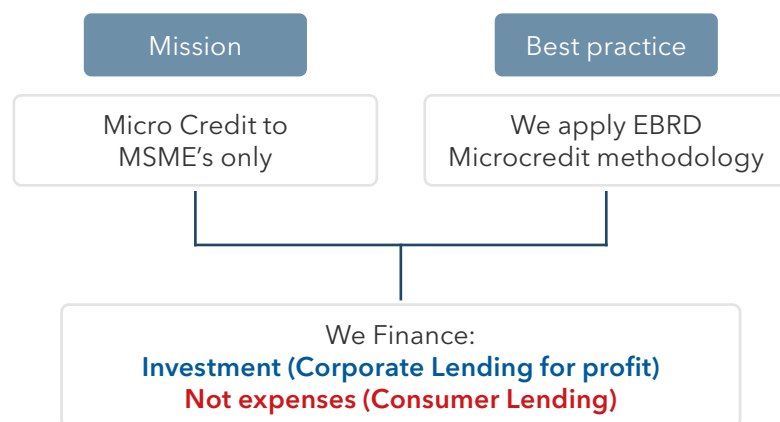 Mission
Best practice
Micro Credit to
MSME's only
We apply EBRD
Microcredit methodology
We Finance:
Investment (Corporate Lending for profit)
Not expenses (Consumer Lending)